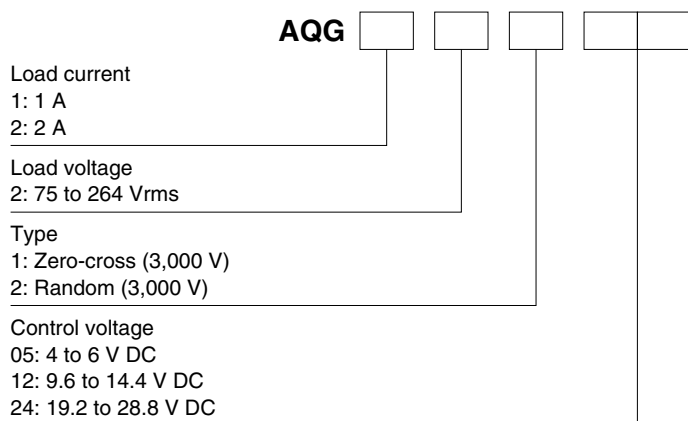 AQG
Load current
1: 1 A
2: 2 A
Load voltage
2: 75 to 264 Vrms
Type
1: Zero-cross (3,000 V)
2: Random (3,000 V)
Control voltage
05: 4 to 6 V DC
12: 9.6 to 14.4 V DC
24: 19.2 to 28.8 V DC